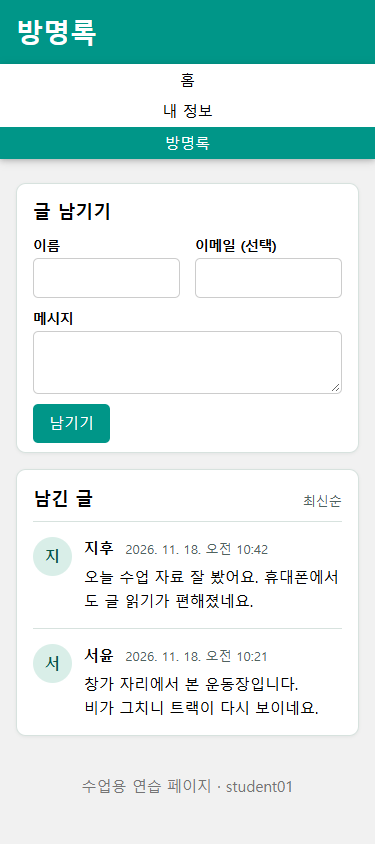 방명록
홈
내 정보
방명록
글 남기기
이름
이메일 (선택)
메시지
남기기
남긴 글
최신순
지
지후 2026. 11. 18. 오전 10:42
오늘 수업 자료 잘 봤어요. 휴대폰에서
도 글 읽기가 편해졌네요.
서
서윤 2026. 11. 18. 오전 10:21
창가 자리에서 본 운동장입니다.
비가 그치니 트랙이 다시 보이네요.
수업용 연습 페이지 · student01